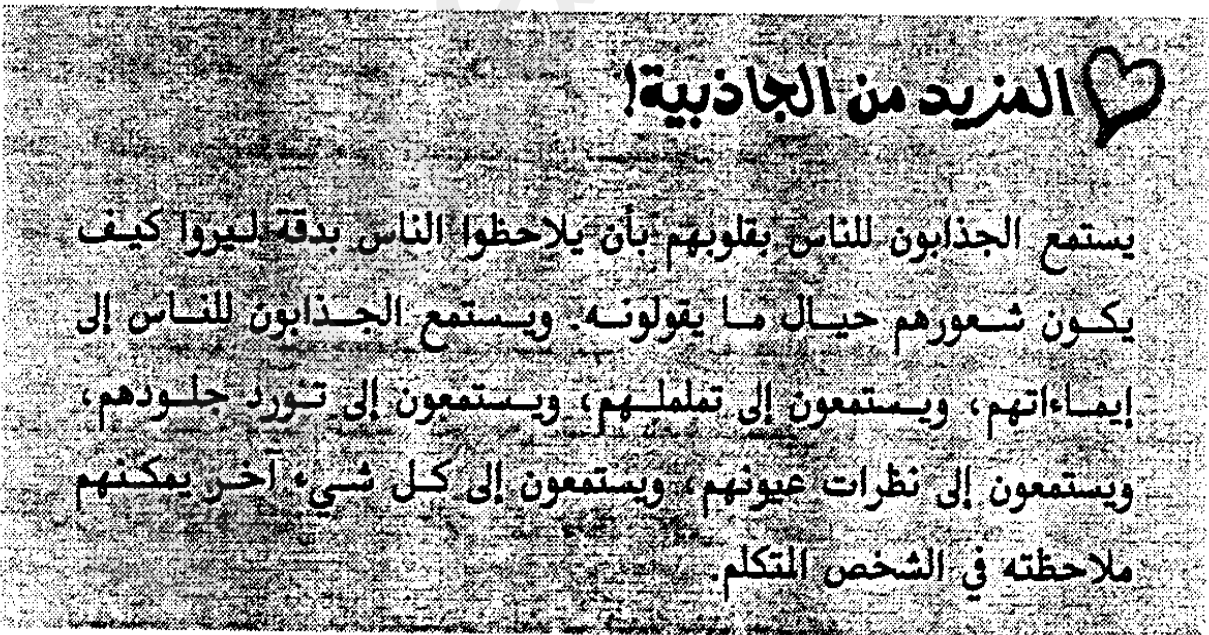 المزيد من الجاذبية!
يستمع الجذابون للناس بقلوبهم بأن يلاحظوا الناس بدقة ليروا كيف
يكون شعورهم حيال ما يقولونه. ويستمع الجذابون للناس إلى
إيماءاتهم، ويستمعون إلى تململهم، ويستمعون إلى تورد جلودهم،
ويستمعون إلى نظرات عيونهم، ويستمعون إلى كل شيء آخر يمكنهم
ملاحظته في الشخص المتكلم.